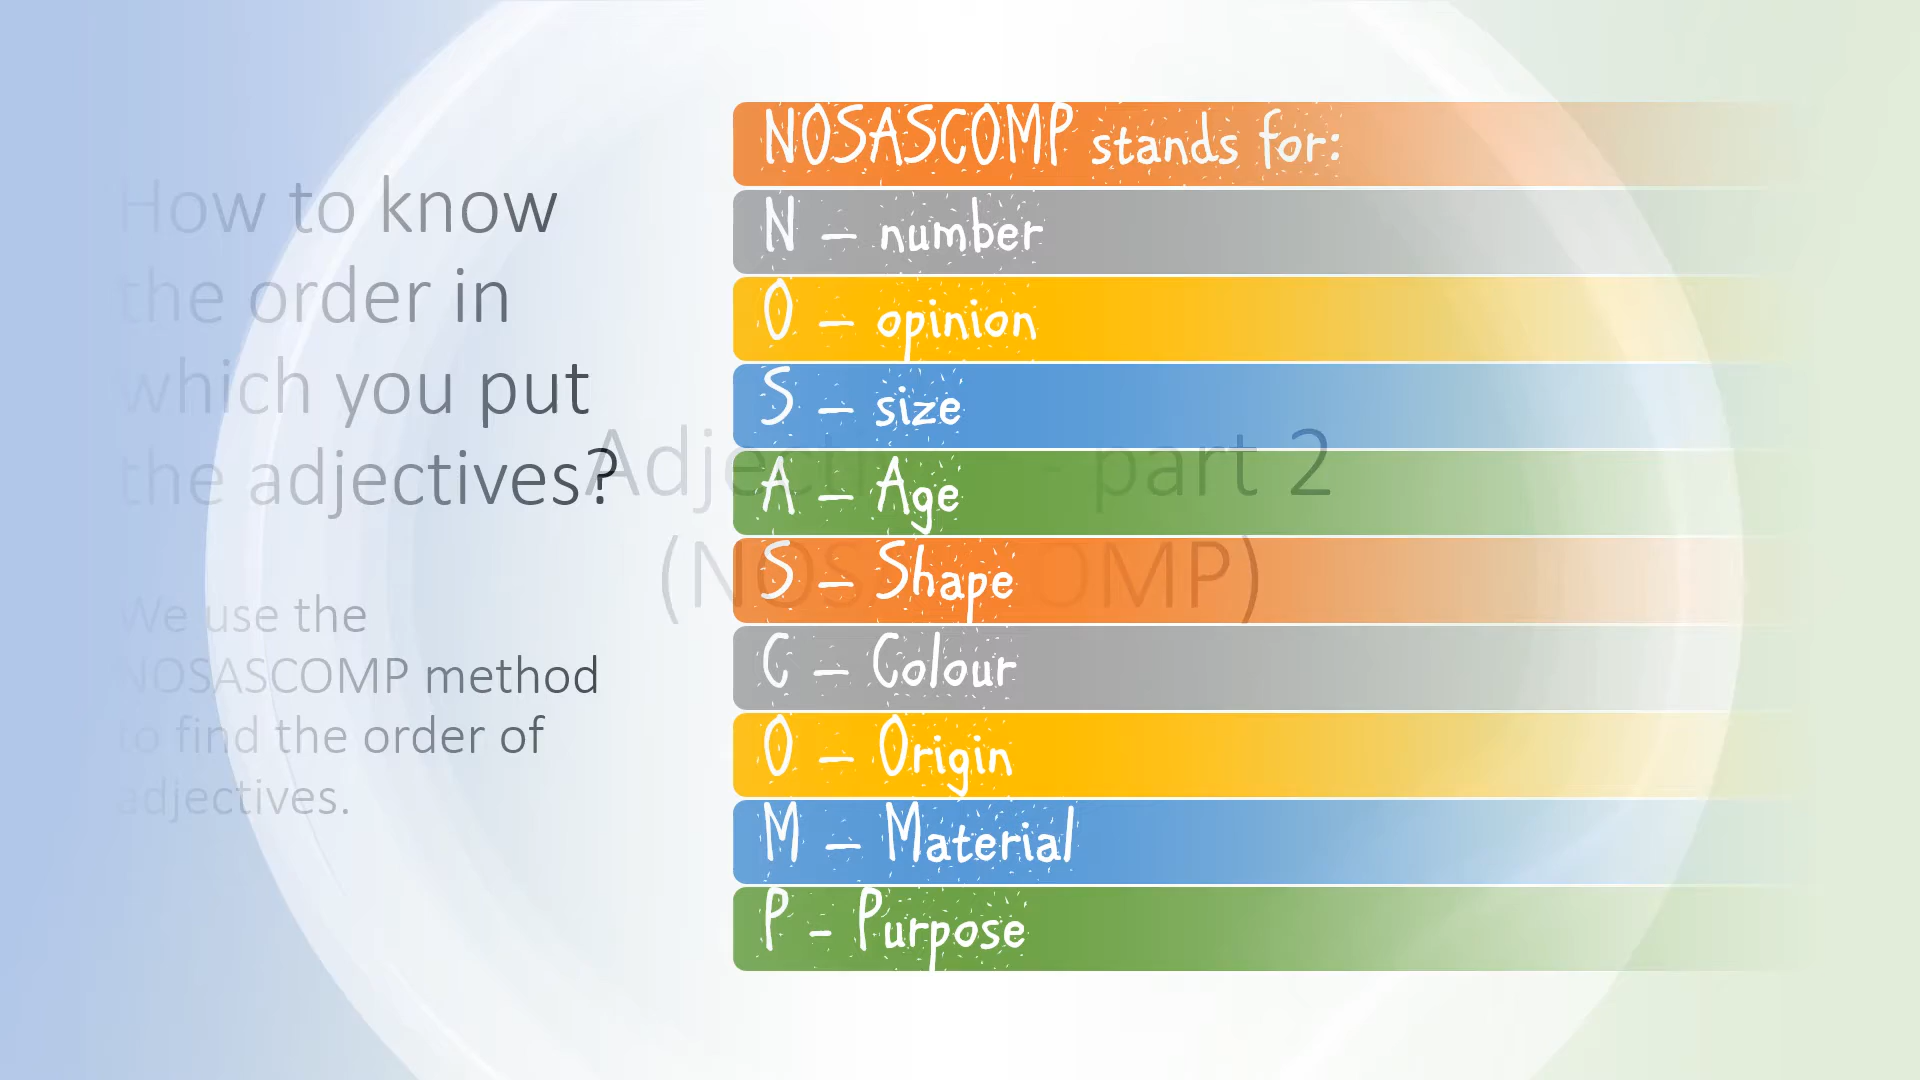 How to know
the order in
which you put
the adjectives?
We use the
NOSASCOMP method
to find the order of
adjectives.
NOSASCOMP stands for:
N – number
O – opinion
S – size
A – Age
S – Shape
C – Colour
O – Origin
M – Material
P – Purpose
part 2